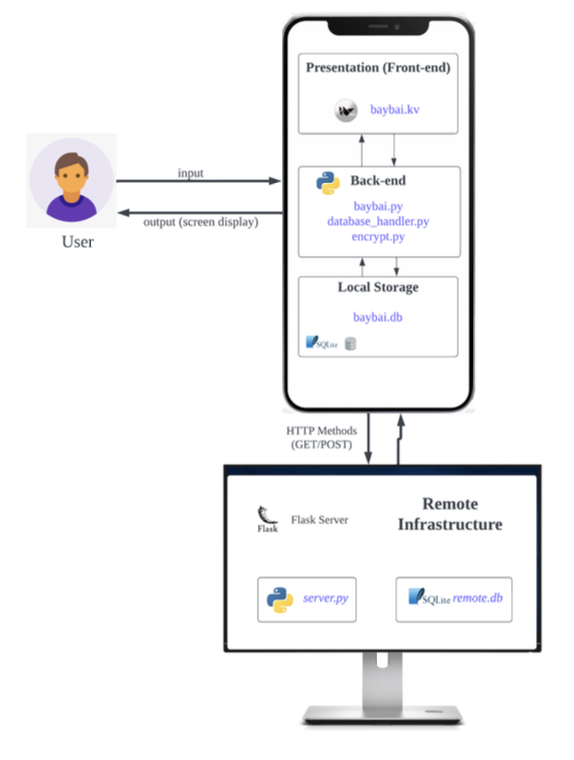 Presentation (Front-end)
baybai.kv
input
Back-end
baybai.py
database_handler.py
encrypt.py
output (screen display)
User
Local Storage
baybai.db
SQLite
HTTP Methods
(GET/POST)
Remote
Infrastructure
Flask
Flask Server
server.py
SQLite remote.db